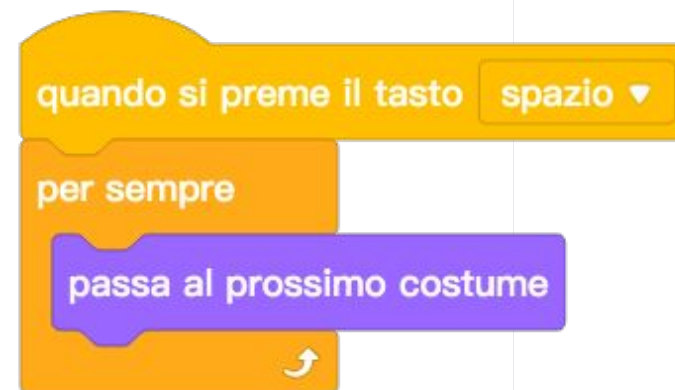 quando si preme il tasto spazio
per sempre
passa al prossimo costume